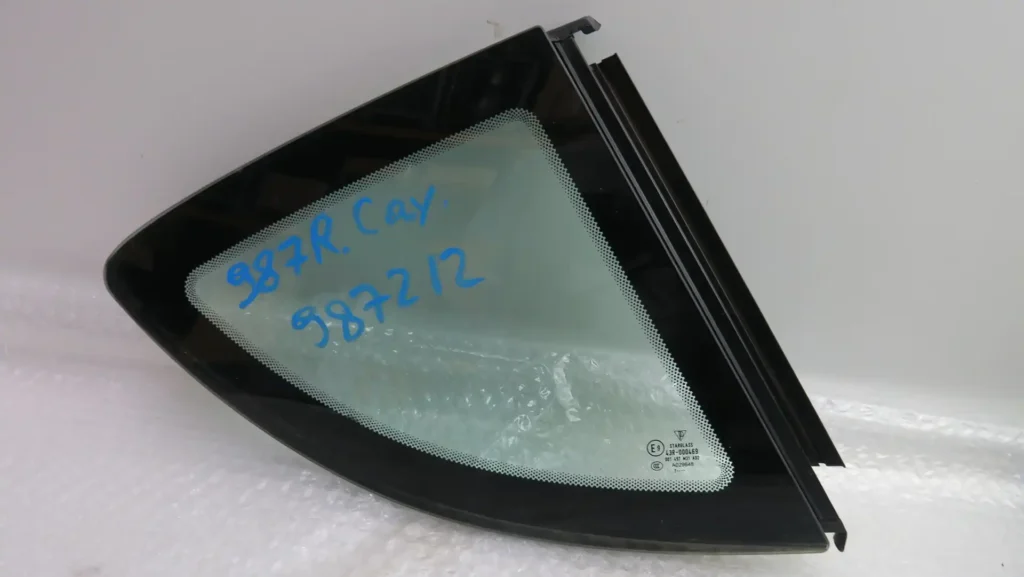 987R. Cay.
987212
STARGLASS
43R-000469